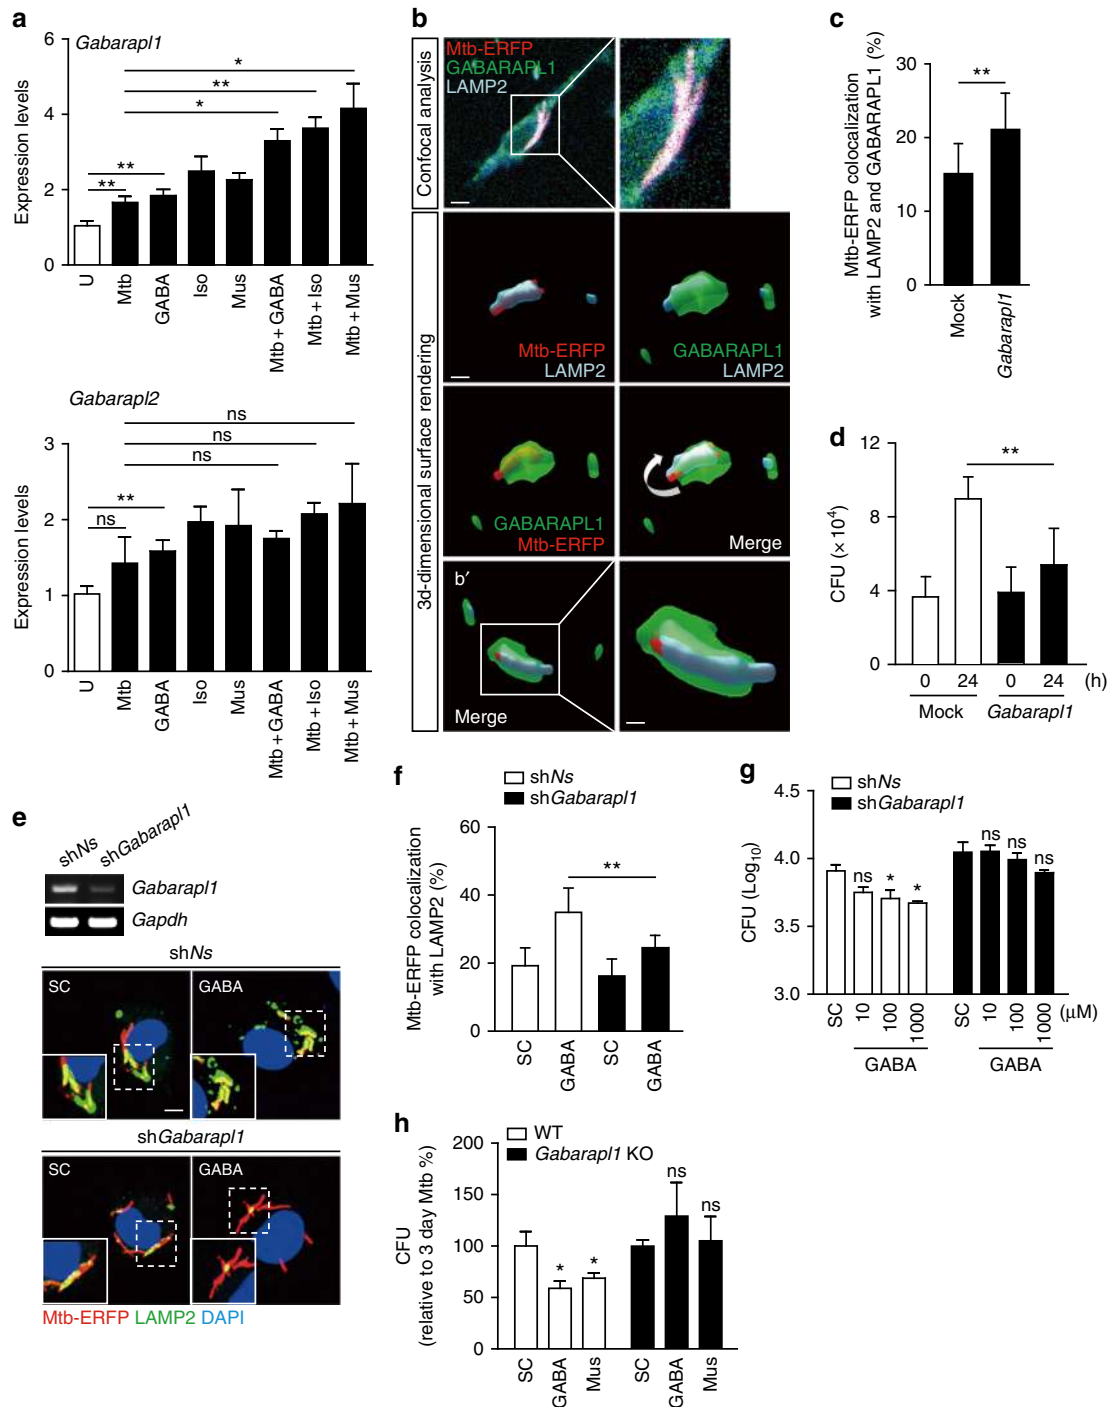 a
Gabarapl1
Expression levels
6
4
2
0
*
**
*
**
**
U
Mtb
GABA
Iso
Mus
Mtb + GABA
Mtb + Iso
Mtb + Mus
Gabarapl2
Expression levels
3
2
1
0
ns
ns
ns
**
ns
U
Mtb
GABA
Iso
Mus
Mtb + GABA
Mtb + Iso
Mtb + Mus
b
Confocal analysis
Mtb-ERFP
GABARAPL1
LAMP2
3d-dimensional surface rendering
Mtb-ERFP
LAMP2
GABARAPL1
LAMP2
GABARAPL1
Mtb-ERFP
Merge
b′
Merge
c
Mtb-ERFP colocalization
with LAMP2 and GABARAPL1 (%)
30
20
10
0
**
Mock
Gabarapl1
d
CFU (× 10⁴)
12
8
4
0
**
0 24 0 24 (h)
Mock Gabarapl1
e
shNs shGabarapl1
Gabarapl1
Gapdh
shNs
SC GABA
shGabarapl1
SC GABA
Mtb-ERFP LAMP2 DAPI
f
shNs
shGabarapl1
Mtb-ERFP colocalization
with LAMP2 (%)
60
40
20
0
**
SC
GABA
SC
GABA
g
shNs
shGabarapl1
CFU (Log₁₀)
4.5
4.0
3.5
3.0
ns * *
ns ns ns
SC 10 100 1000 SC 10 100 1000 (μM)
GABA GABA
h
WT
Gabarapl1 KO
CFU
(relative to 3 day Mtb %)
200
150
100
50
0
* *
ns ns
SC
GABA
Mus
SC
GABA
Mus